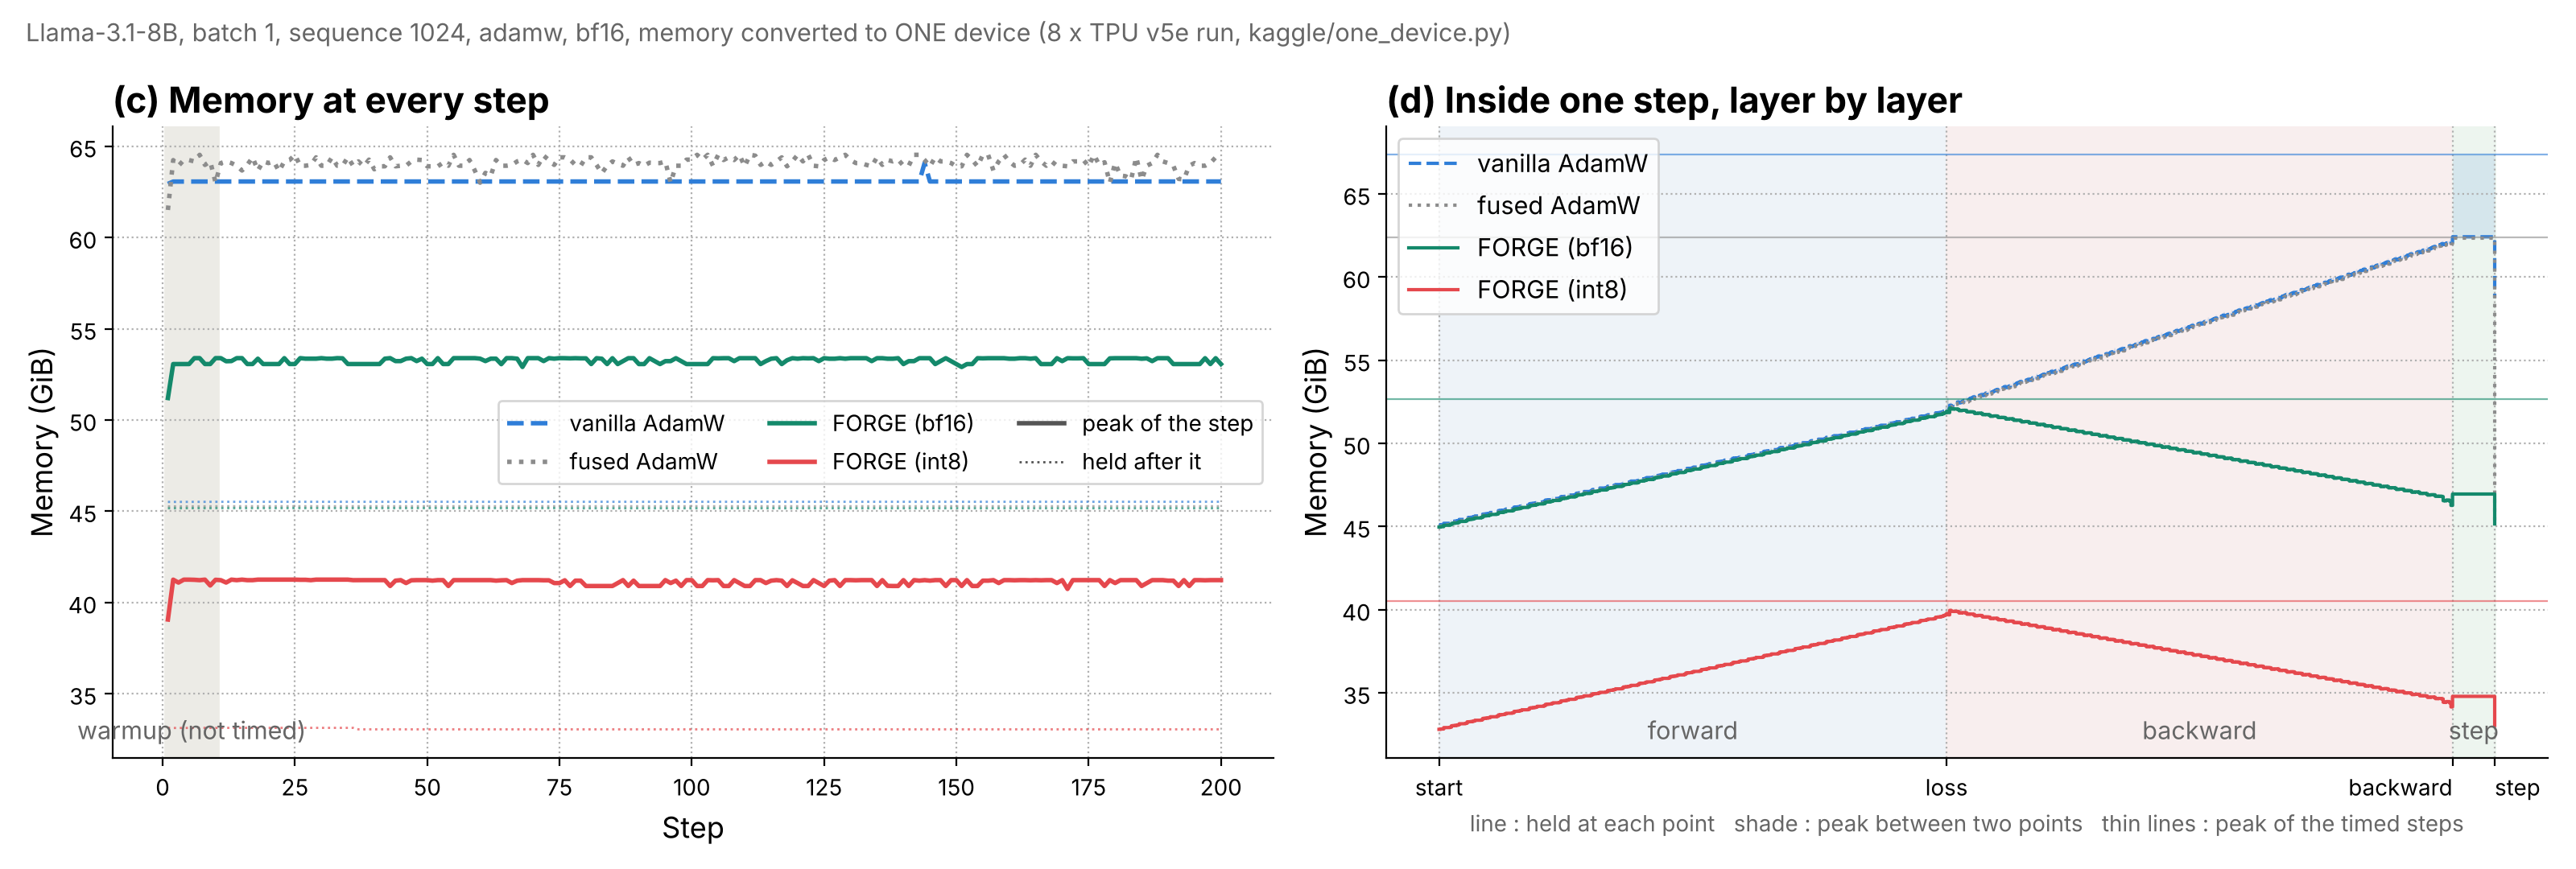 Llama-3.1-8B, batch 1, sequence 1024, adamw, bf16, memory converted to ONE device (8 x TPU v5e run, kaggle/one_device.py)
(c) Memory at every step
Memory (GiB)
65
60
55
50
45
40
35
vanilla AdamW
fused AdamW
FORGE (bf16)
FORGE (int8)
peak of the step
held after it
warmup (not timed)
0 25 50 75 100 125 150 175 200
Step
(d) Inside one step, layer by layer
Memory (GiB)
65
60
55
50
45
40
35
vanilla AdamW
fused AdamW
FORGE (bf16)
FORGE (int8)
forward backward step
start loss backward step
line : held at each point shade : peak between two points thin lines : peak of the timed steps